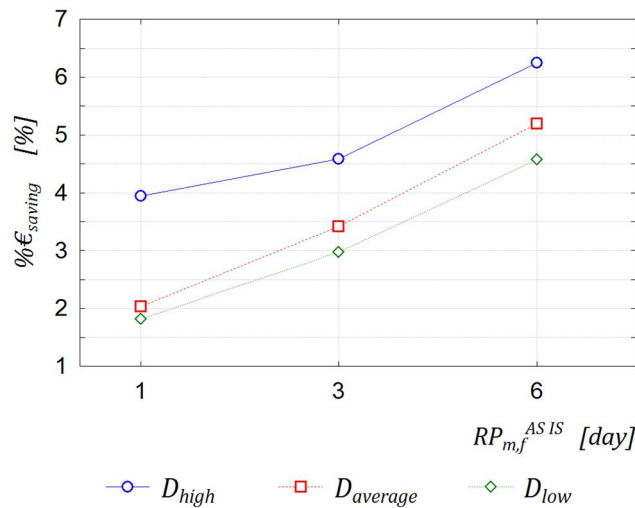 7
6
5
4
3
2
1
%€saving [%]
1 3 6
RPm,f AS IS [day]
Dhigh Daverage Dlow